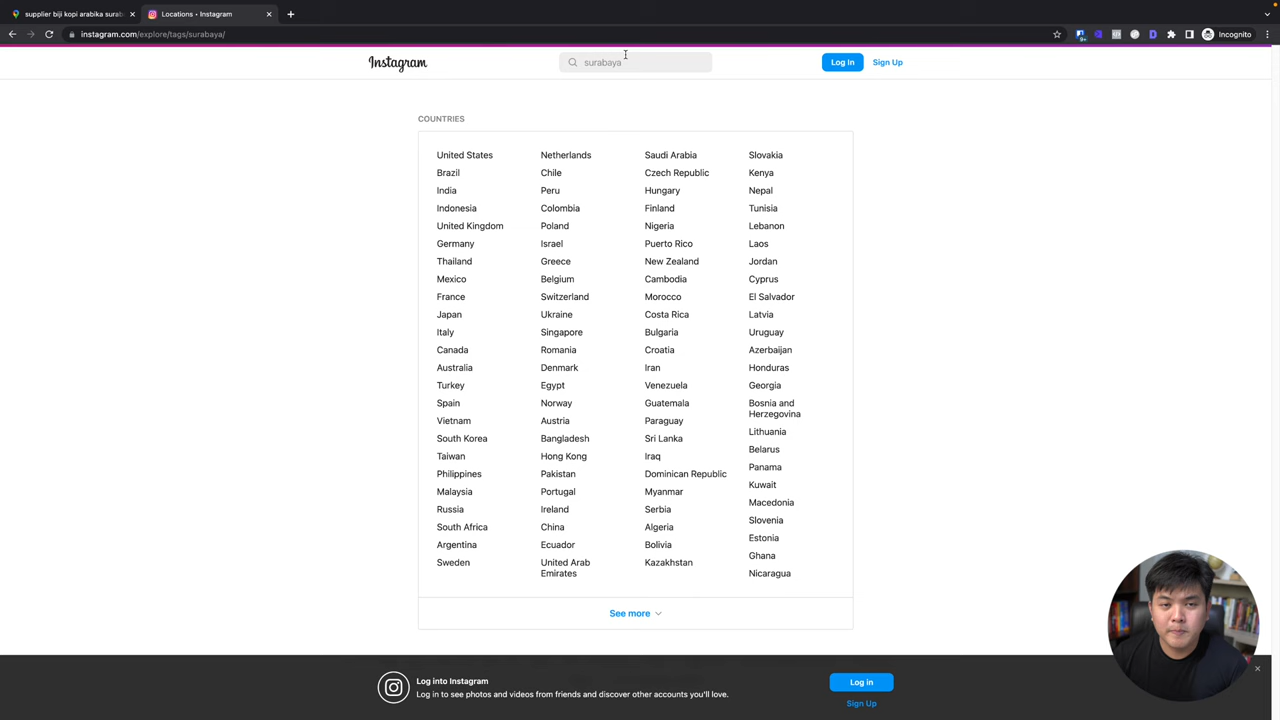 supplier biji kopi arabika surab
Locations • Instagram
instagram.com/explore/tags/surabaya/
Incognito
Instagram
surabaya
Log In
Sign Up
COUNTRIES
United States
Brazil
India
Indonesia
United Kingdom
Germany
Thailand
Mexico
France
Japan
Italy
Canada
Australia
Turkey
Spain
Vietnam
South Korea
Taiwan
Philippines
Malaysia
Russia
South Africa
Argentina
Sweden
Netherlands
Chile
Peru
Colombia
Poland
Israel
Greece
Belgium
Switzerland
Ukraine
Singapore
Romania
Denmark
Egypt
Norway
Austria
Bangladesh
Hong Kong
Pakistan
Portugal
Ireland
China
Ecuador
United Arab
Emirates
Saudi Arabia
Czech Republic
Hungary
Finland
Nigeria
Puerto Rico
New Zealand
Cambodia
Morocco
Costa Rica
Bulgaria
Croatia
Iran
Venezuela
Guatemala
Paraguay
Sri Lanka
Iraq
Dominican Republic
Myanmar
Serbia
Algeria
Bolivia
Kazakhstan
Slovakia
Kenya
Nepal
Tunisia
Lebanon
Laos
Jordan
Cyprus
El Salvador
Latvia
Uruguay
Azerbaijan
Honduras
Georgia
Bosnia and
Herzegovina
Lithuania
Belarus
Panama
Kuwait
Macedonia
Slovenia
Estonia
Ghana
Nicaragua
See more
Log into Instagram
Log in to see photos and videos from friends and discover other accounts you'll love.
Log in
Sign Up